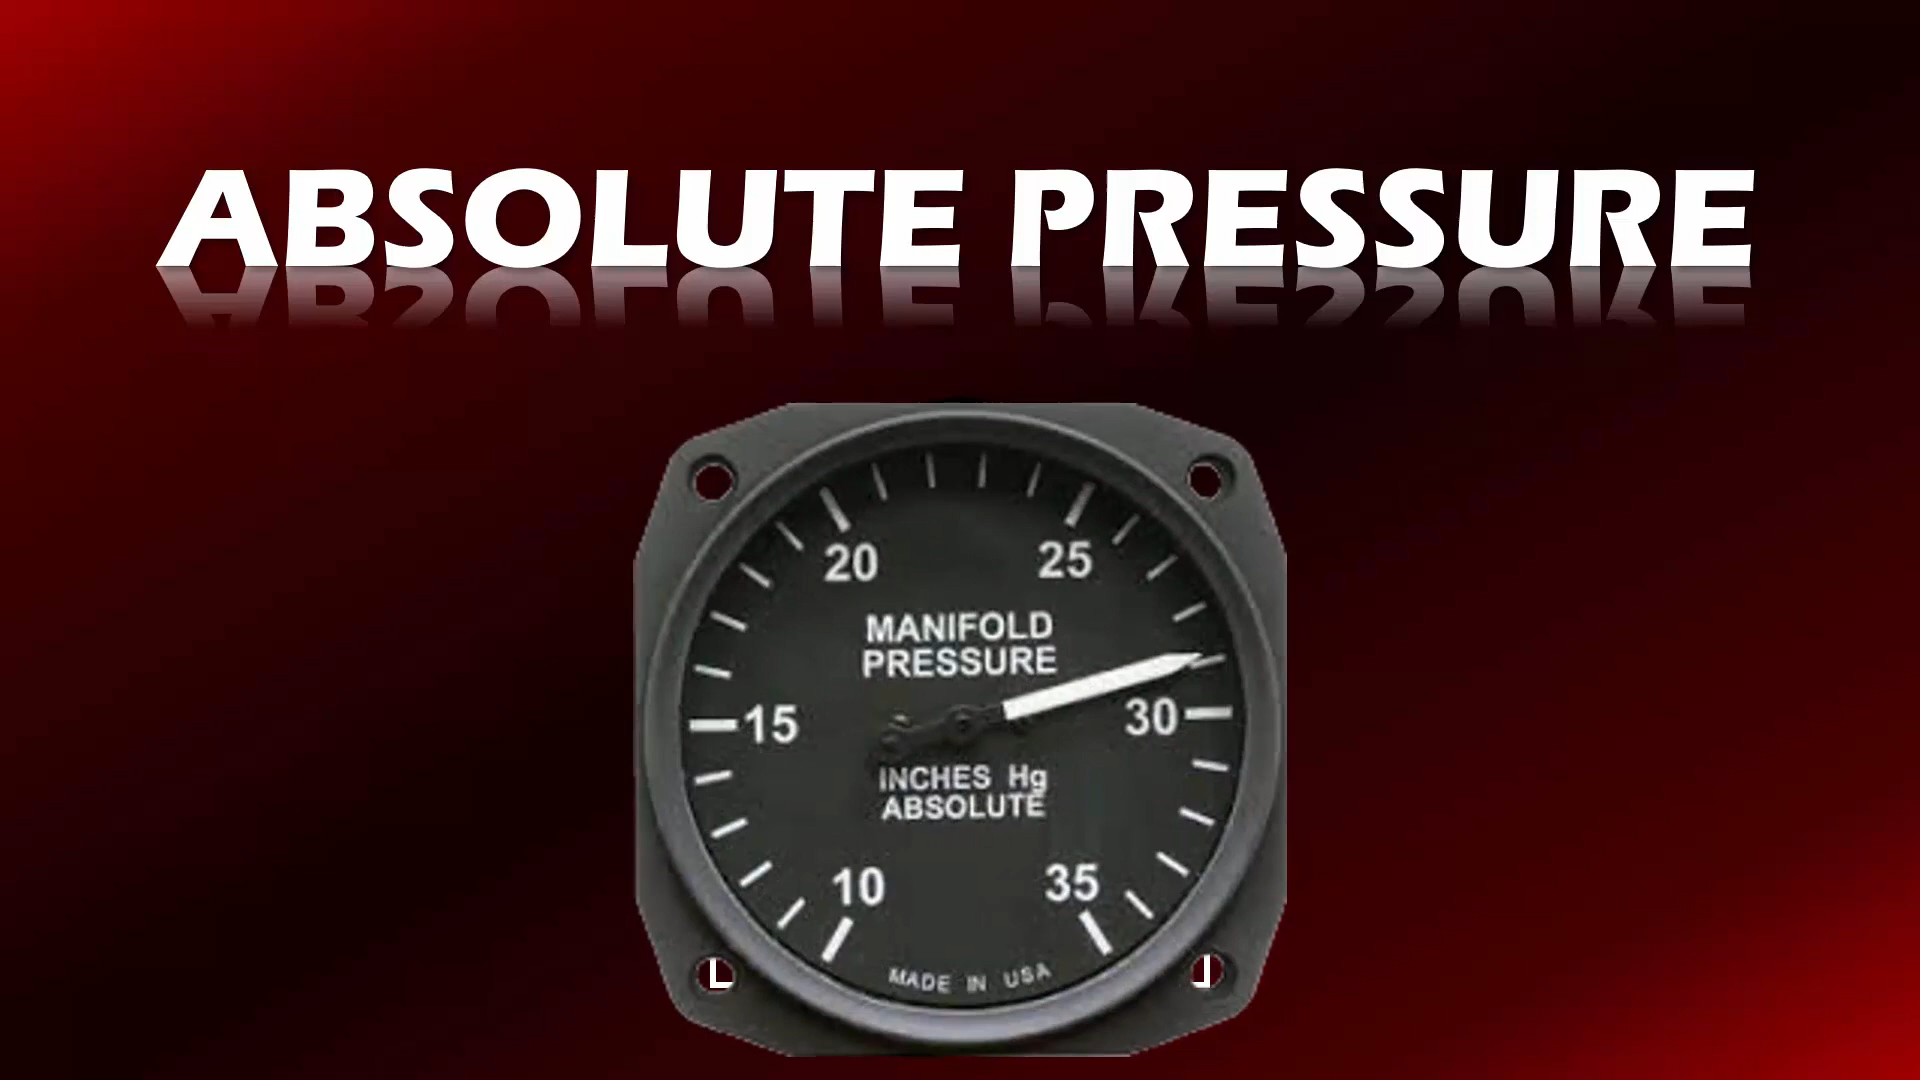 ABSOLUTE PRESSURE
20 25
MANIFOLD
PRESSURE
15 30
INCHES Hg
ABSOLUTE
10 35
MADE IN USA